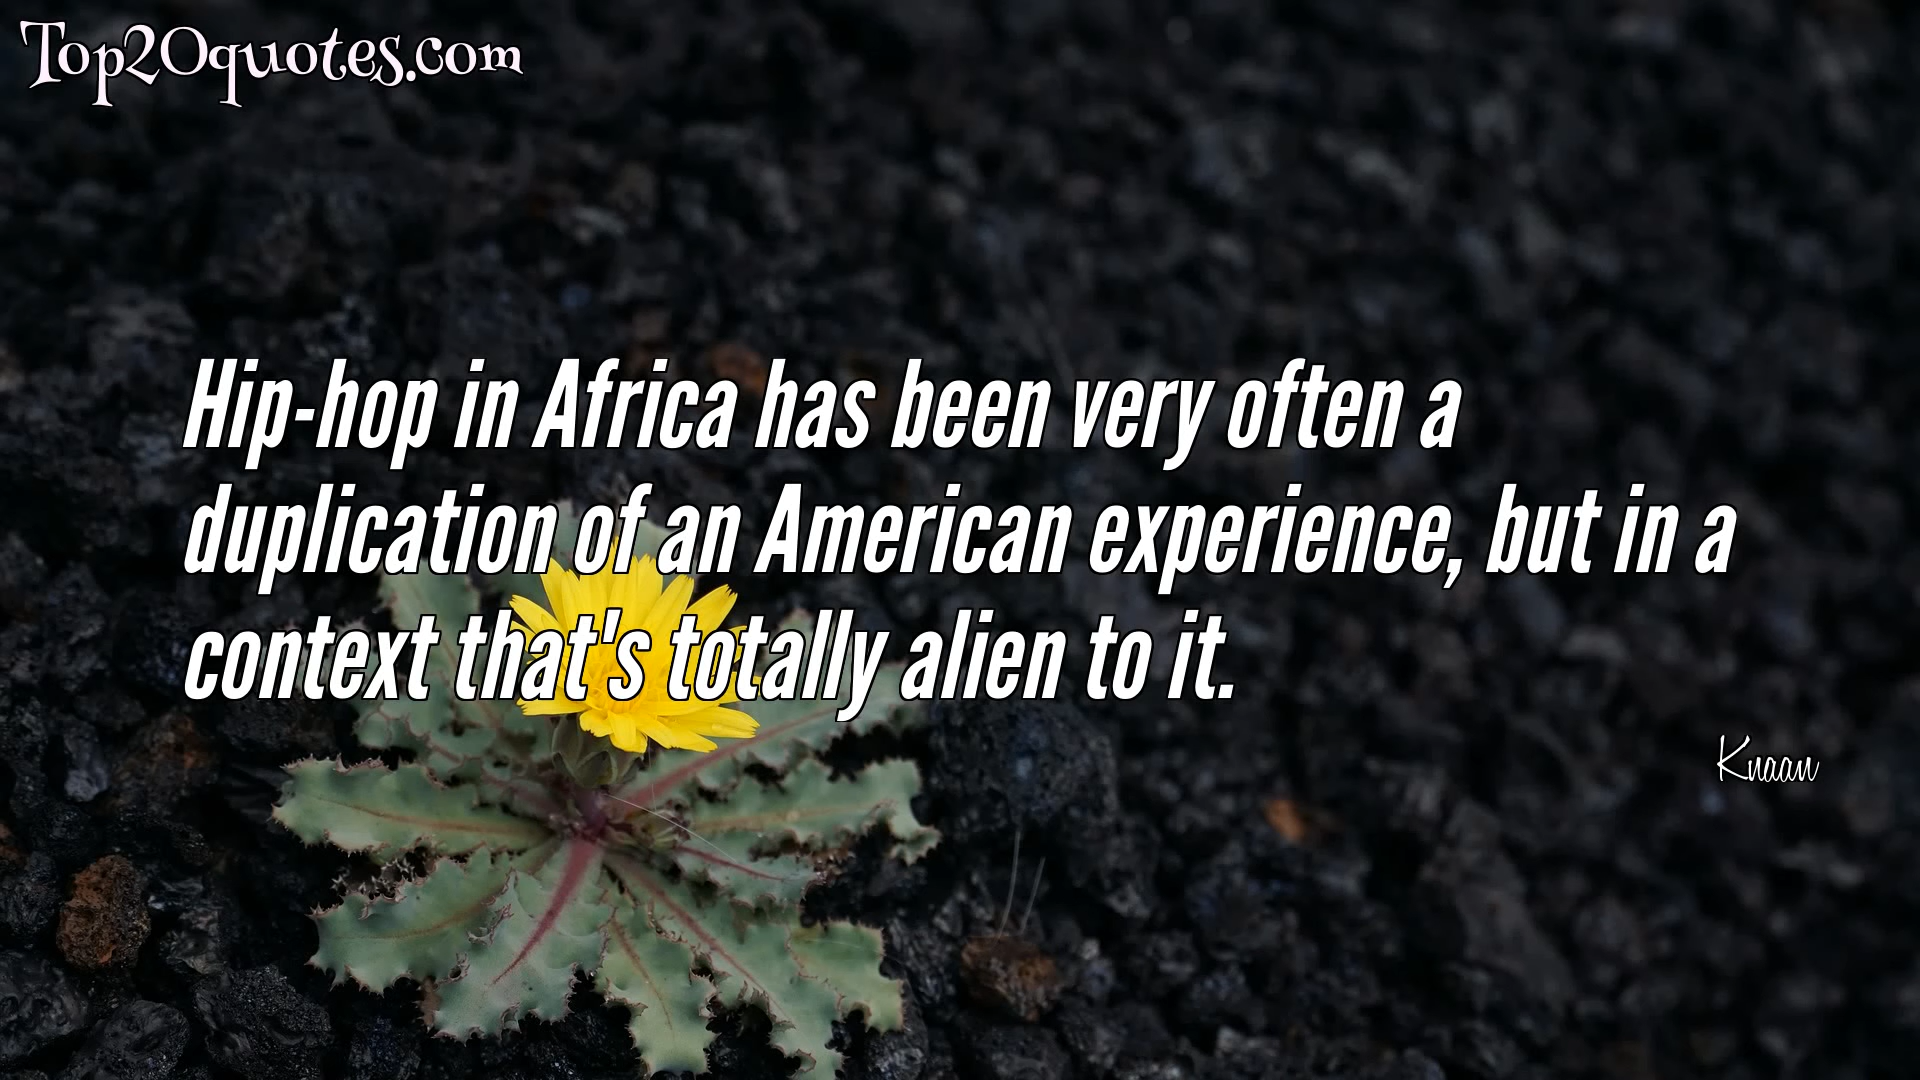 Top20quotes.com
Hip-hop in Africa has been very often a
duplication of an American experience, but in a
context that's totally alien to it.
Knaan